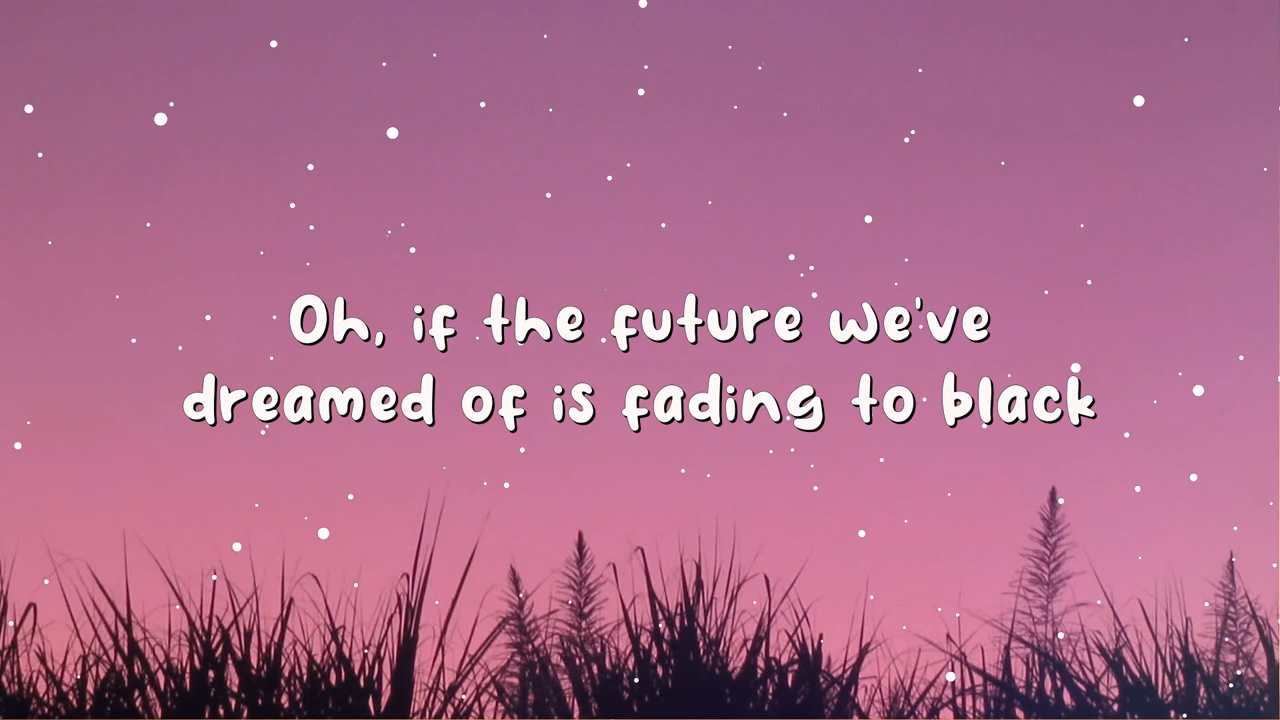 Oh, if the future we've
dreamed of is fading to black